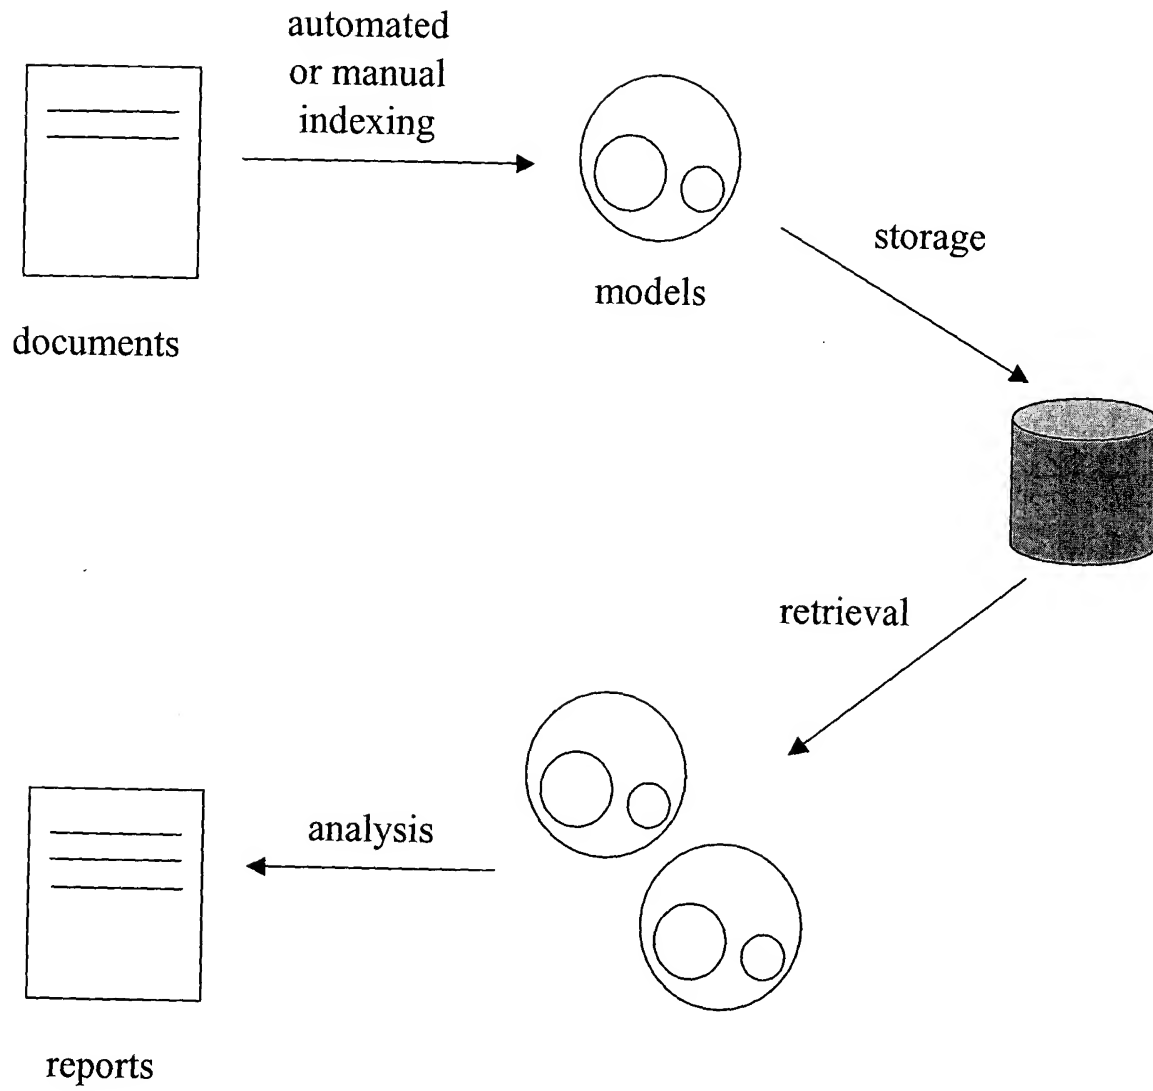 automated
or manual
indexing
storage
models
documents
retrieval
analysis
reports